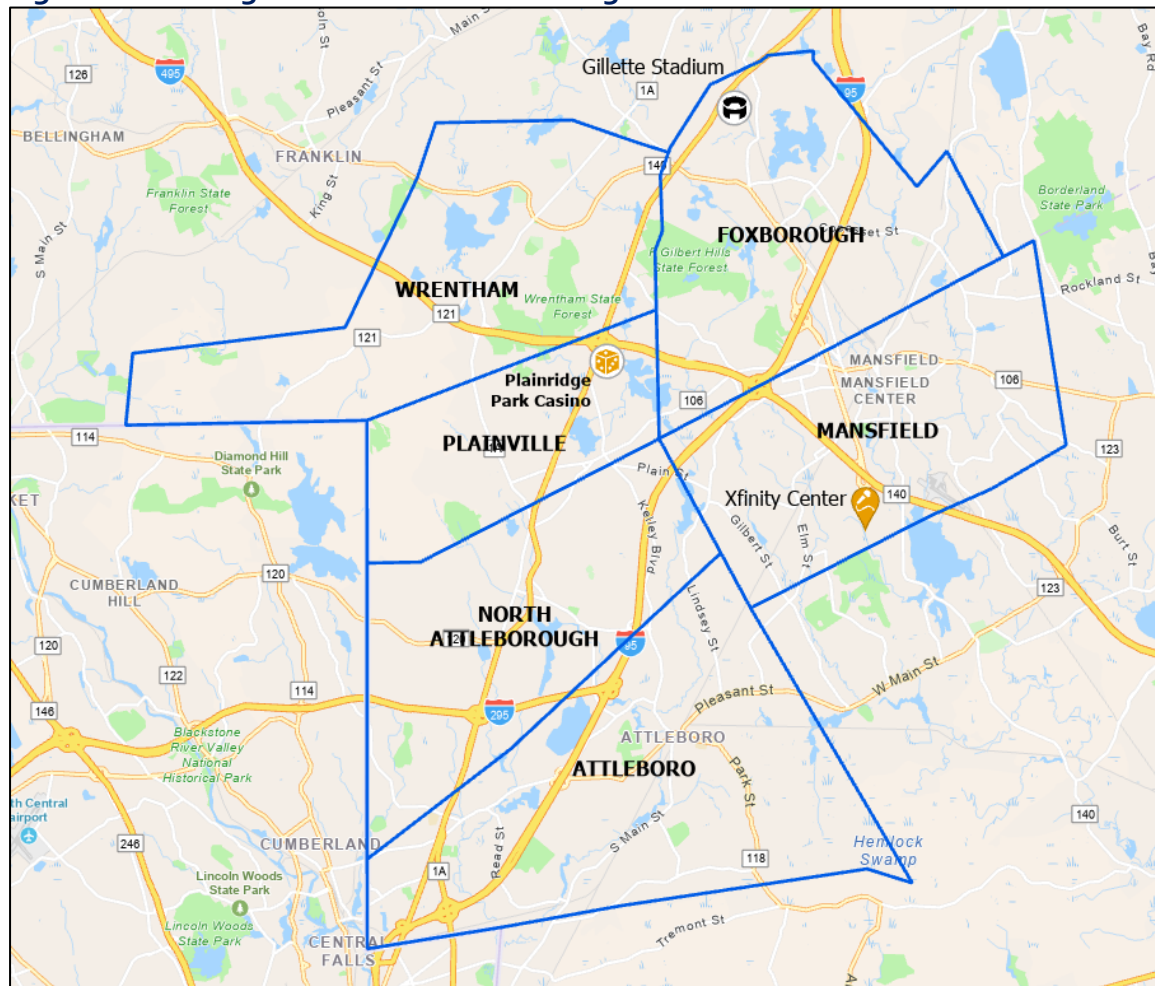 Main St
495
126
Pleasant St
Gillette Stadium
1A
95
Bay Rd
BELLINGHAM
FRANKLIN
King St
Franklin State
Forest
140
Borderland
State Park
S Main St
FOXBOROUGH
F Gilbert Hills
State Forest
Rockland St
WRENTHAM
121
Wrentham State
Forest
121
MANSFIELD
MANSFIELD
CENTER
106
Plainridge
Park Casino
106
114
PLAINVILLE
MANSFIELD
123
Diamond Hill
State Park
Plain St
Xfinity Center
140
Kelley Blvd
Gilbert St
Elm St
Burt St
120
CUMBERLAND
HILL
123
NORTH
ATTLEBOROUGH
Lindsey St
95
120
122
114
W Main St
Pleasant St
146
295
Blackstone
River Valley
National
Historical Park
ATTLEBORO
ATTLEBORO
Park St
140
246
CUMBERLAND
Read St
S Main St
118
Hemlock
Swamp
1A
Lincoln Woods
State Park
Lincoln Woods
State Park
CENTRAL
FALLS
Tremont St